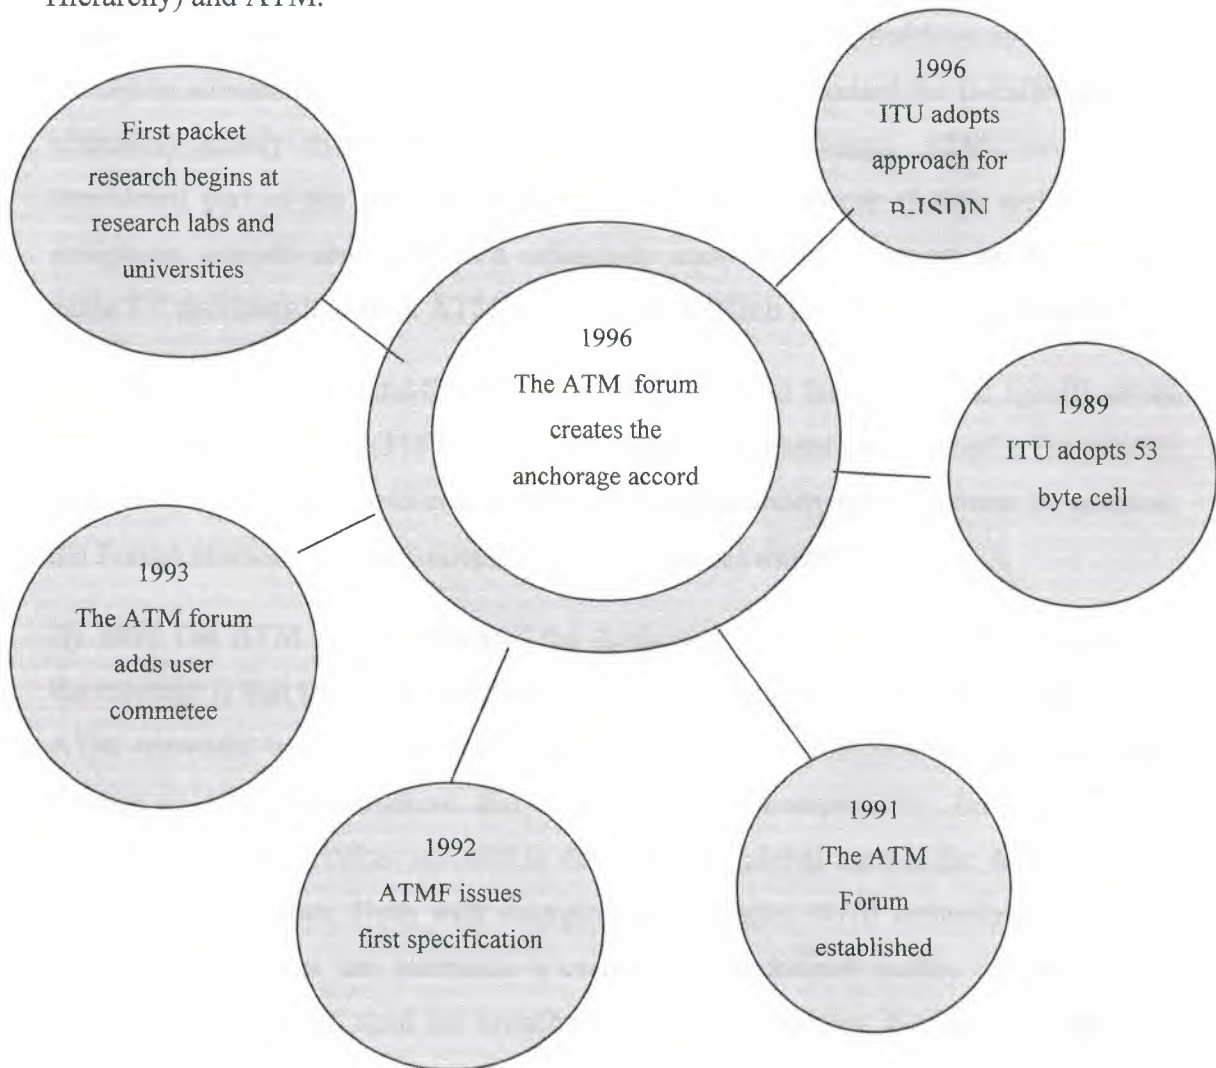 Hierarchy) and ATM.
First packet
research begins at
research labs and
universities
1996
ITU adopts
approach for
B-ISDN
1996
The ATM forum
creates the
anchorage accord
1989
ITU adopts 53
byte cell
1993
The ATM forum
adds user
commetee
1992
ATMF issues
first specification
1991
The ATM
Forum
established